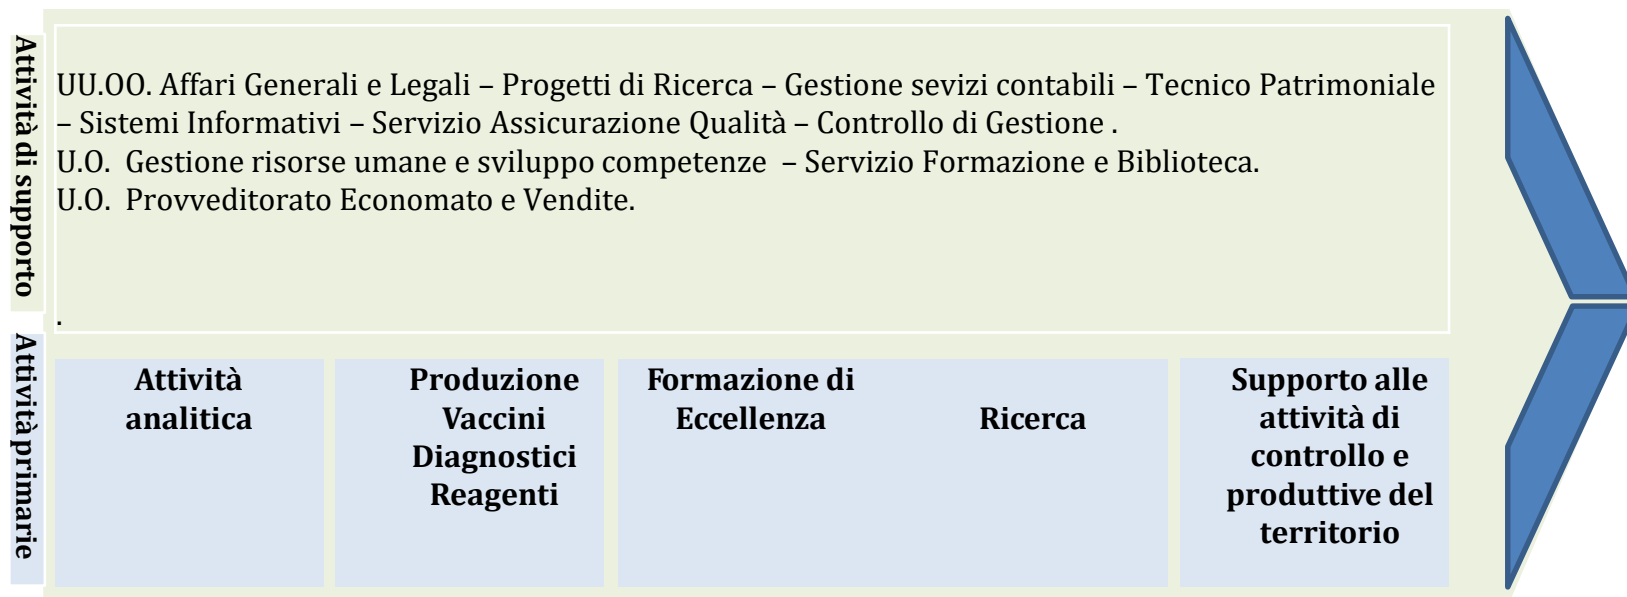 Attività di supporto
UU.OO. Affari Generali e Legali – Progetti di Ricerca – Gestione sevizi contabili – Tecnico Patrimoniale
– Sistemi Informativi – Servizio Assicurazione Qualità – Controllo di Gestione .
U.O. Gestione risorse umane e sviluppo competenze – Servizio Formazione e Biblioteca.
U.O. Provveditorato Economato e Vendite.
.
Attività primarie
Attività
analitica
Produzione
Vaccini
Diagnostici
Reagenti
Formazione di
Eccellenza
Ricerca
Supporto alle
attività di
controllo e
produttive del
territorio